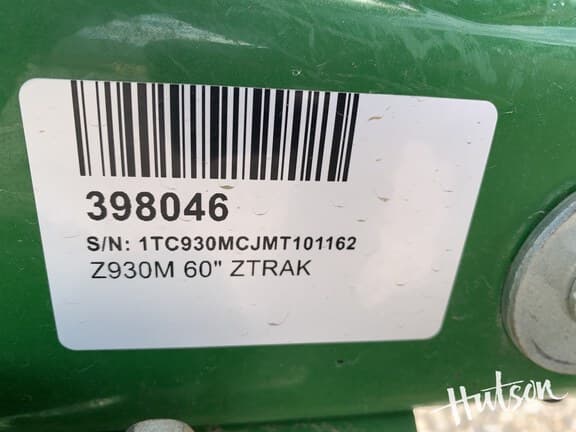 398046
S/N: 1TC930MCJMT101162
Z930M 60" ZTRAK
Hutson